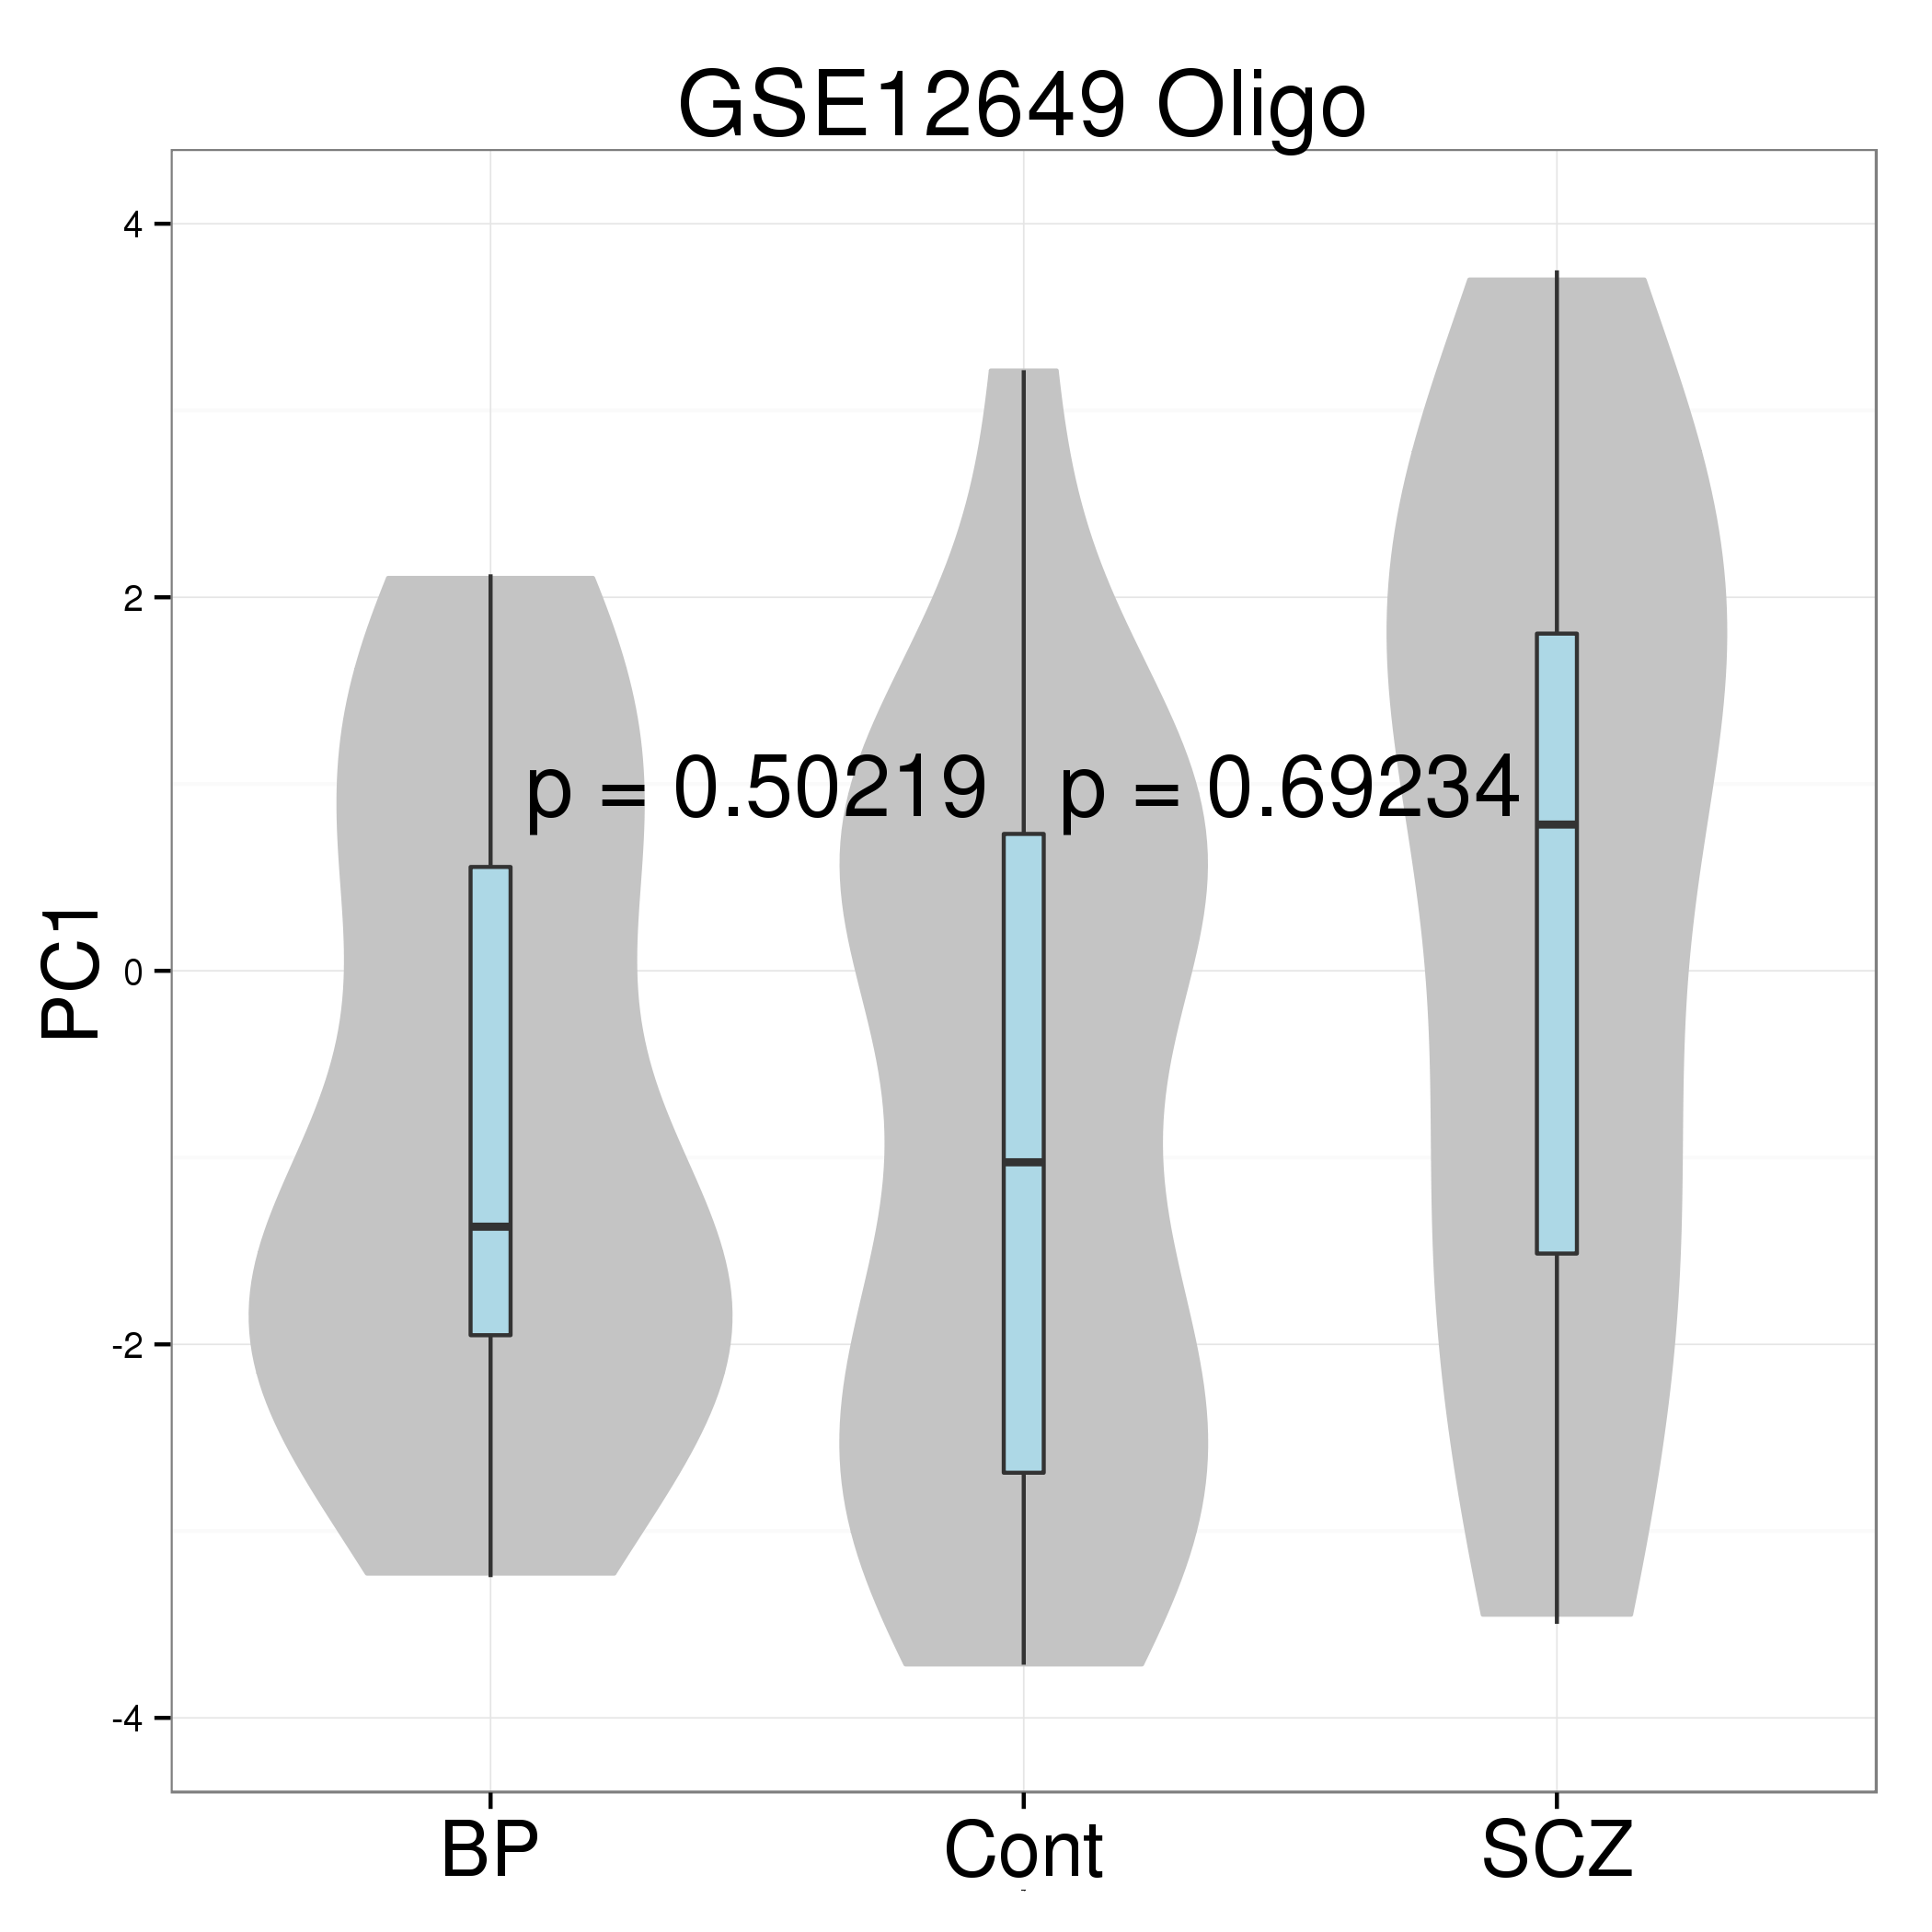 GSE12649 Oligo
4
2
0
-2
-4
PC1
p = 0.50219
p = 0.69234
BP
Cont
SCZ